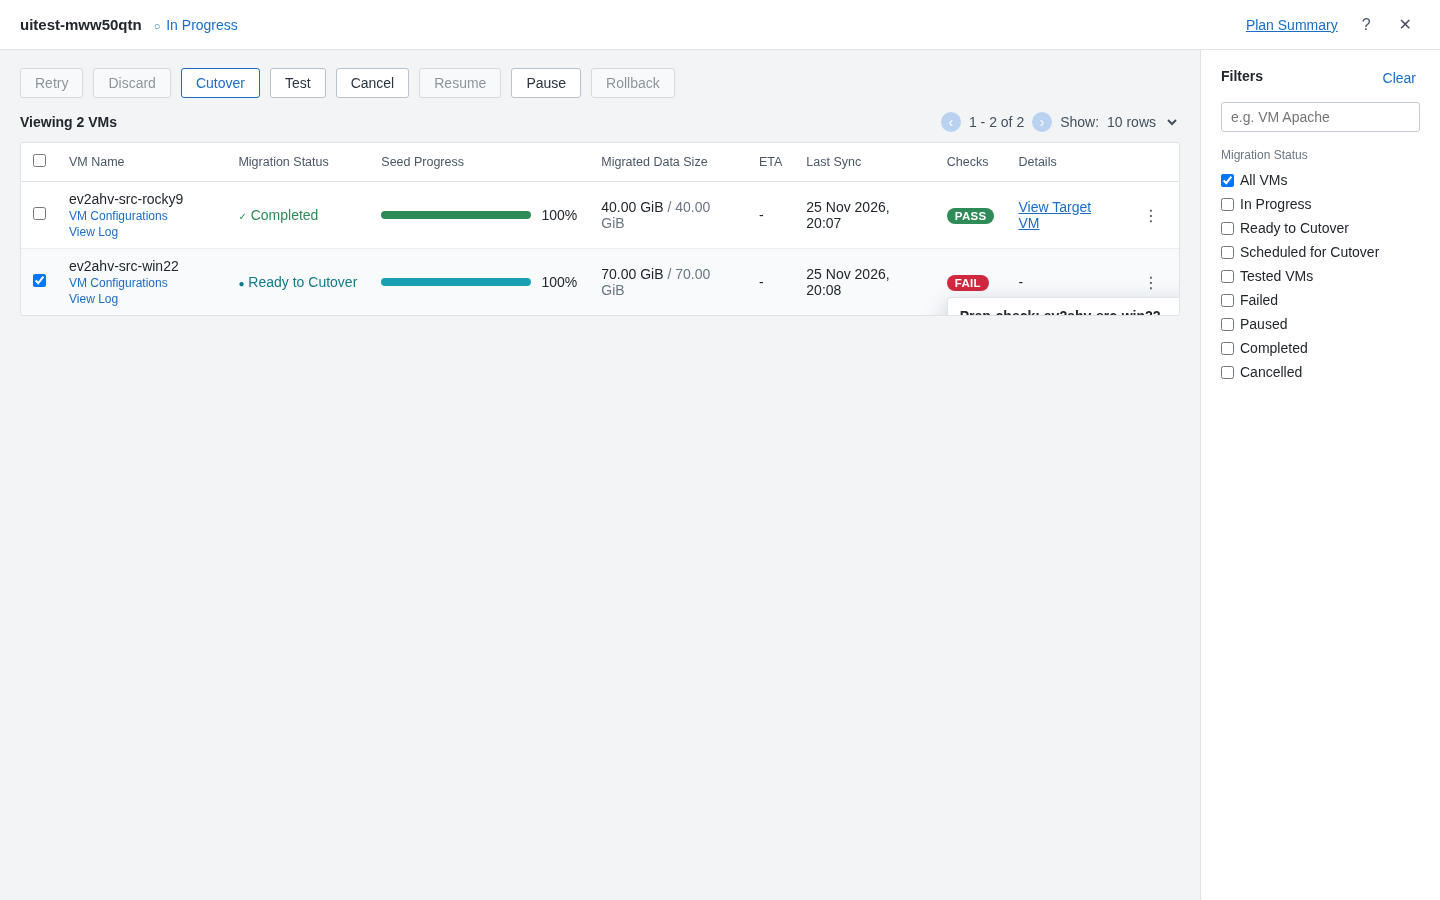 uitest-mww50qtn ○ In Progress Plan Summary ? ✕
Retry Discard Cutover Test Cancel Resume Pause Rollback
Viewing 2 VMs ‹ 1 - 2 of 2 › Show: 10 rows
VM Name Migration Status Seed Progress Migrated Data Size ETA Last Sync Checks Details
ev2ahv-src-rocky9
VM Configurations
View Log
✓ Completed
100%
40.00 GiB / 40.00
GiB
-
25 Nov 2026,
20:07
PASS
View Target
VM
⋮
ev2ahv-src-win22
VM Configurations
View Log
● Ready to Cutover
100%
70.00 GiB / 70.00
GiB
-
25 Nov 2026,
20:08
FAIL
-
⋮
Prep check: ev2ahv-src-win22
Filters Clear
e.g. VM Apache
Migration Status
All VMs
In Progress
Ready to Cutover
Scheduled for Cutover
Tested VMs
Failed
Paused
Completed
Cancelled